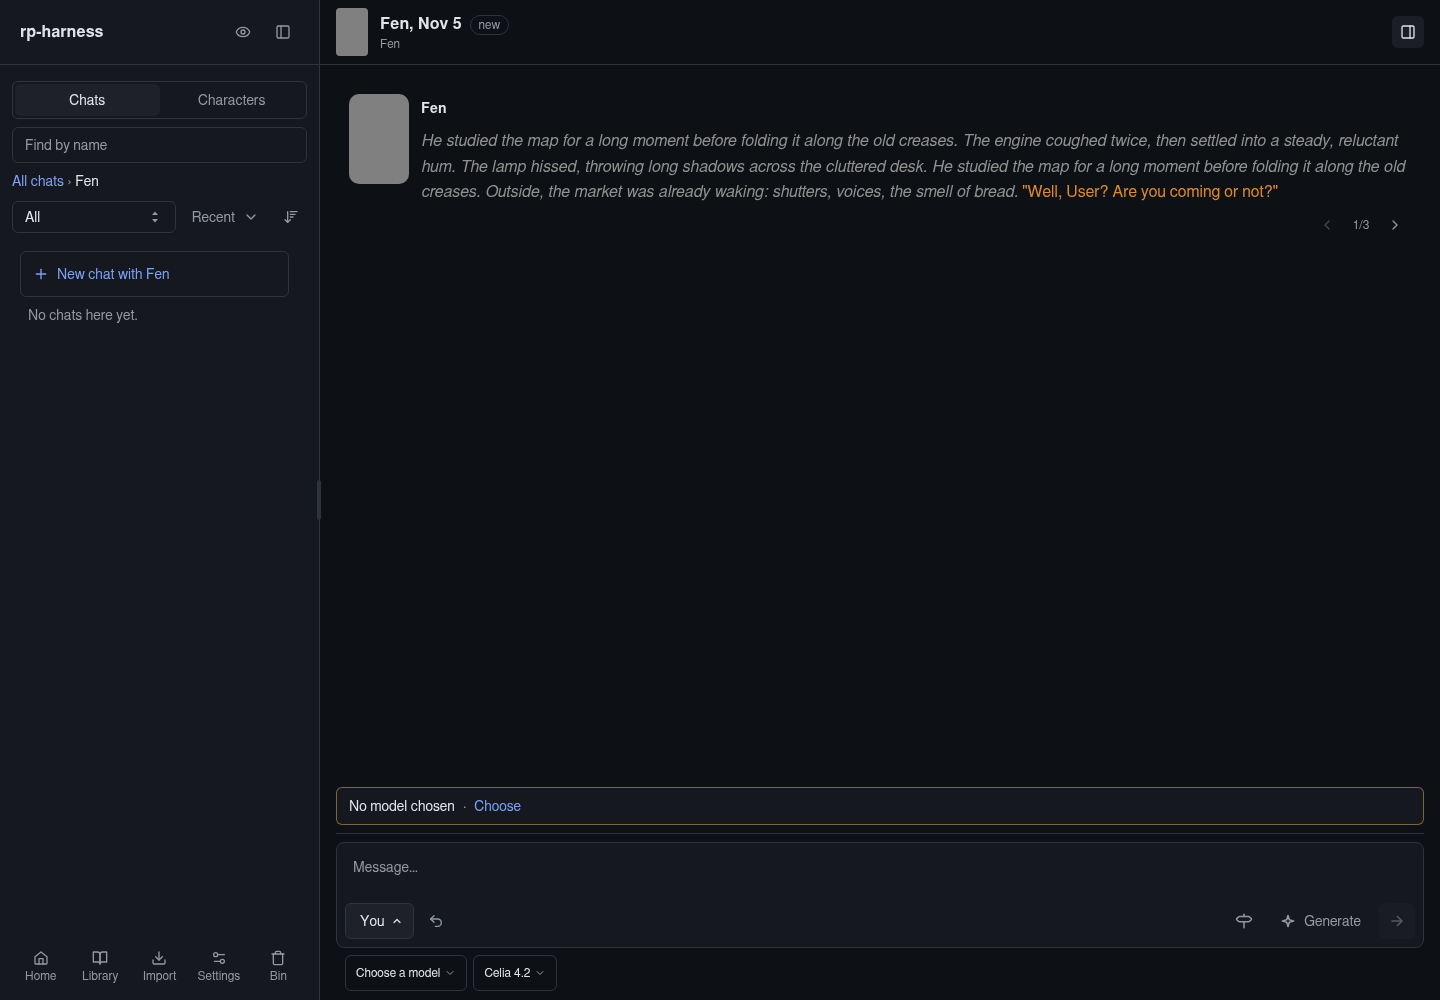 rp-harness
Chats
Characters
Find by name
All chats › Fen
All
Recent
New chat with Fen
No chats here yet.
Home
Library
Import
Settings
Bin
Fen, Nov 5
new
Fen
Fen
He studied the map for a long moment before folding it along the old creases. The engine coughed twice, then settled into a steady, reluctant
hum. The lamp hissed, throwing long shadows across the cluttered desk. He studied the map for a long moment before folding it along the old
creases. Outside, the market was already waking: shutters, voices, the smell of bread. "Well, User? Are you coming or not?"
1/3
No model chosen · Choose
Message...
You
Generate
Choose a model
Celia 4.2